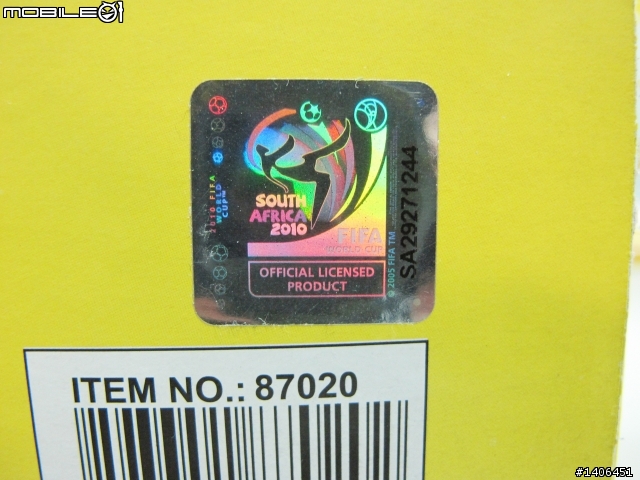 MOBILE01
2010 FIFA
WORLD CUP™
SOUTH
AFRICA
2010
FIFA
WORLD CUP
OFFICIAL LICENSED
PRODUCT
© 2005 FIFA TM
SA29271244
ITEM NO.: 87020
#1406451